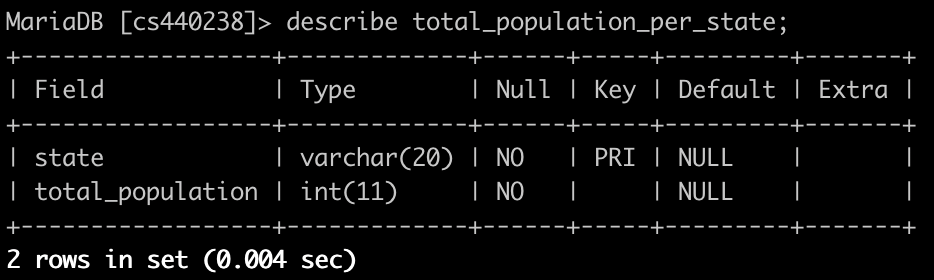 MariaDB [cs440238]> describe total_population_per_state;
+------------------+-------------+------+-----+---------+-------+
| Field            | Type        | Null | Key | Default | Extra |
+------------------+-------------+------+-----+---------+-------+
| state            | varchar(20) | NO   | PRI | NULL    |       |
| total_population | int(11)     | NO   |     | NULL    |       |
+------------------+-------------+------+-----+---------+-------+
2 rows in set (0.004 sec)